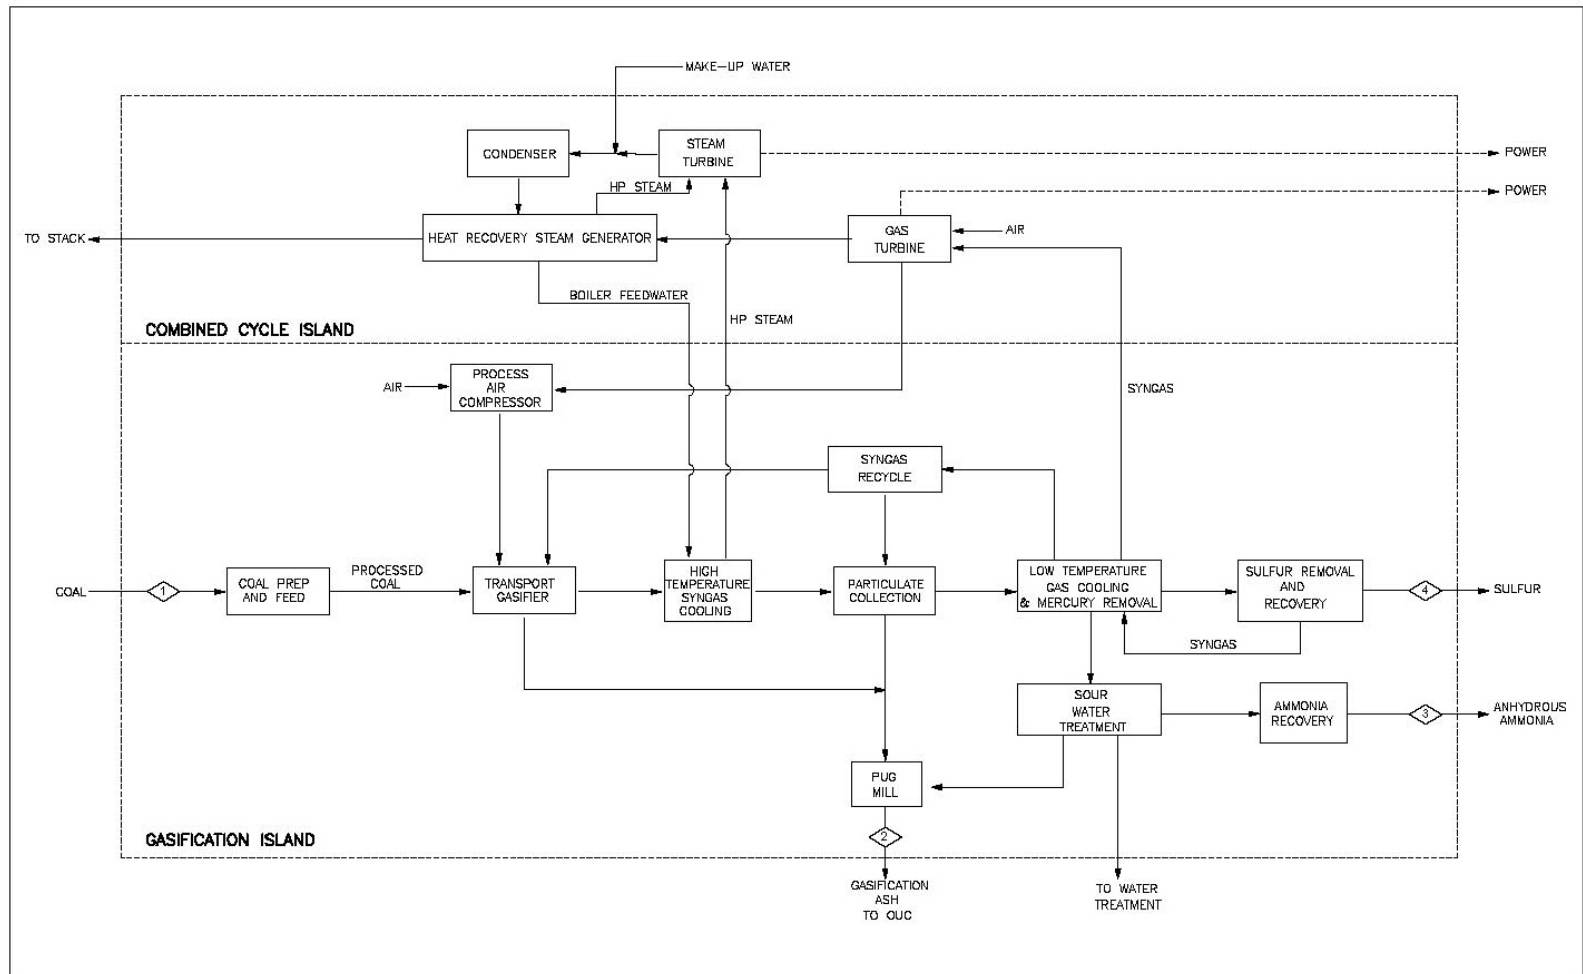 MAKE-UP WATER
CONDENSER
STEAM
TURBINE
POWER
HP STEAM
POWER
TO STACK
HEAT RECOVERY STEAM GENERATOR
GAS
TURBINE
AIR
BOILER FEEDWATER
HP STEAM
COMBINED CYCLE ISLAND
PROCESS
AIR
COMPRESSOR
AIR
SYNGAS
SYNGAS
RECYCLE
COAL
1
COAL PREP
AND FEED
PROCESSED
COAL
TRANSPORT
GASIFIER
HIGH
TEMPERATURE
SYNGAS
COOLING
PARTICULATE
COLLECTION
LOW TEMPERATURE
GAS COOLING
& MERCURY REMOVAL
SULFUR REMOVAL
AND
RECOVERY
4
SULFUR
SYNGAS
SOUR
WATER
TREATMENT
AMMONIA
RECOVERY
3
ANHYDROUS
AMMONIA
PUG
MILL
2
GASIFICATION ISLAND
GASIFICATION
ASH
TO OUC
TO WATER
TREATMENT